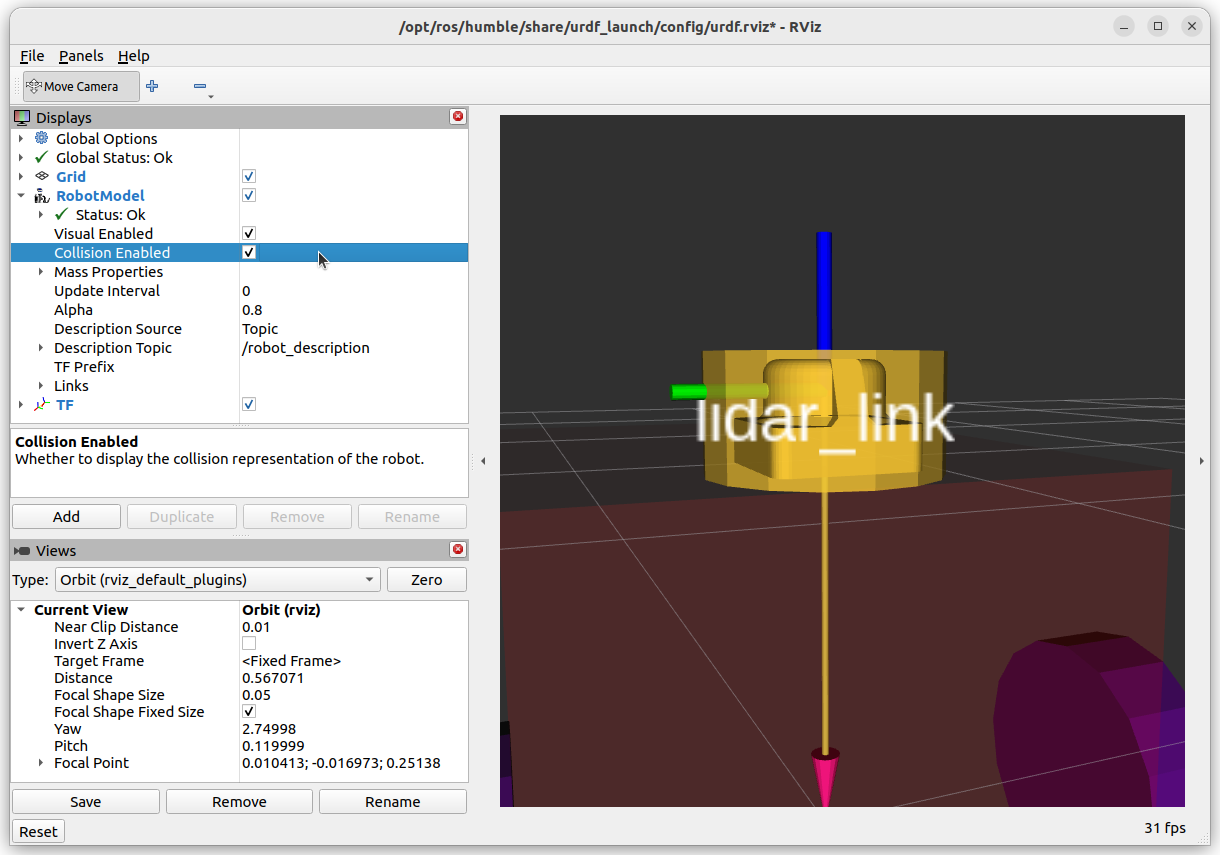 /opt/ros/humble/share/urdf_launch/config/urdf.rviz* - RViz
File Panels Help
Move Camera
Displays
Global Options
Global Status: Ok
Grid
RobotModel
Status: Ok
Visual Enabled
Collision Enabled
Mass Properties
Update Interval 0
Alpha 0.8
Description Source Topic
Description Topic /robot_description
TF Prefix
Links
TF
Collision Enabled
Whether to display the collision representation of the robot.
Add Duplicate Remove Rename
Views
Type: Orbit (rviz_default_plugins) Zero
Current View Orbit (rviz)
Near Clip Distance 0.01
Invert Z Axis
Target Frame <Fixed Frame>
Distance 0.567071
Focal Shape Size 0.05
Focal Shape Fixed Size
Yaw 2.74998
Pitch 0.119999
Focal Point 0.010413; -0.016973; 0.25138
Save Remove Rename
Reset
lidar_link
31 fps